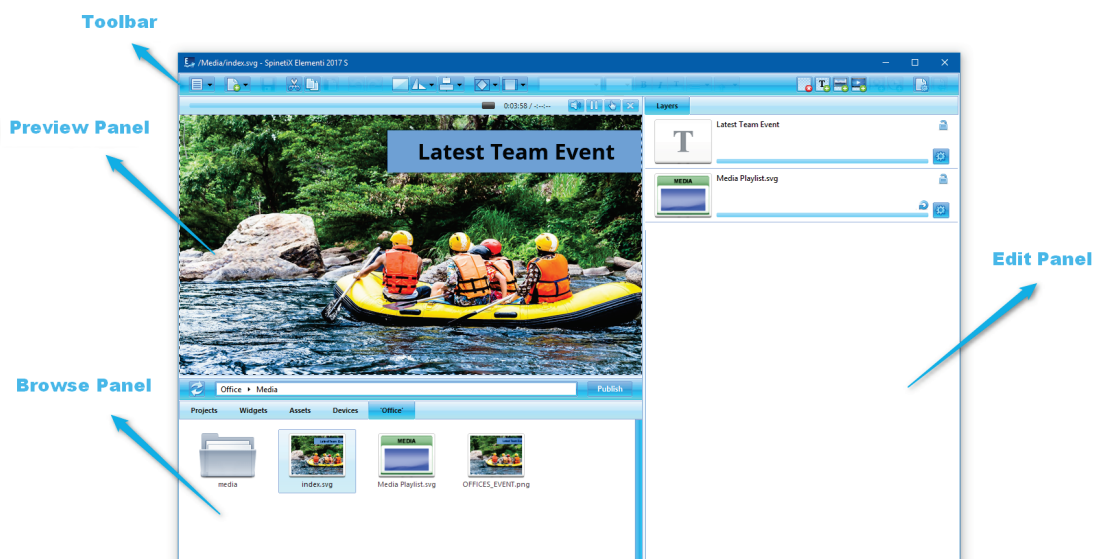 Toolbar
/Media/index.svg - SpinetiX Elementi 2017 S
Preview Panel
0:03:58 / -:--:--
Layers
Latest Team Event
Latest Team Event
T
MEDIA
Media Playlist.svg
Edit Panel
Browse Panel
Office Media
Publish
Projects Widgets Assets Devices 'Office'
MEDIA
media index.svg Media Playlist.svg OFFICES_EVENT.png